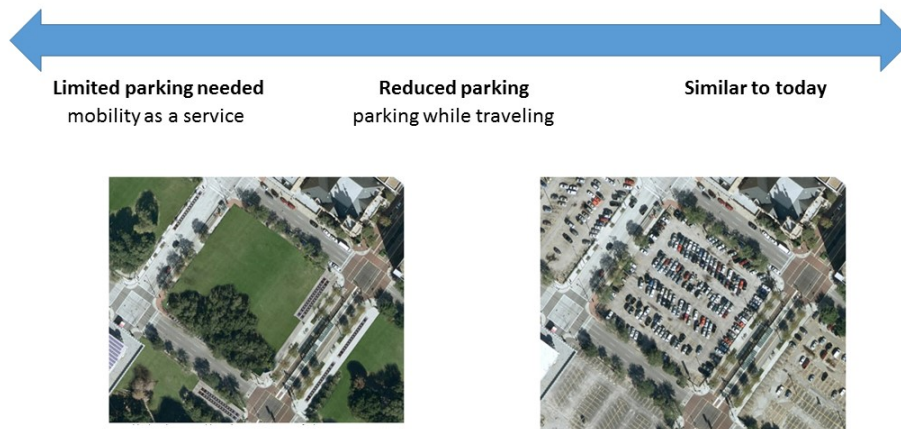 Limited parking needed
mobility as a service
Reduced parking
parking while traveling
Similar to today